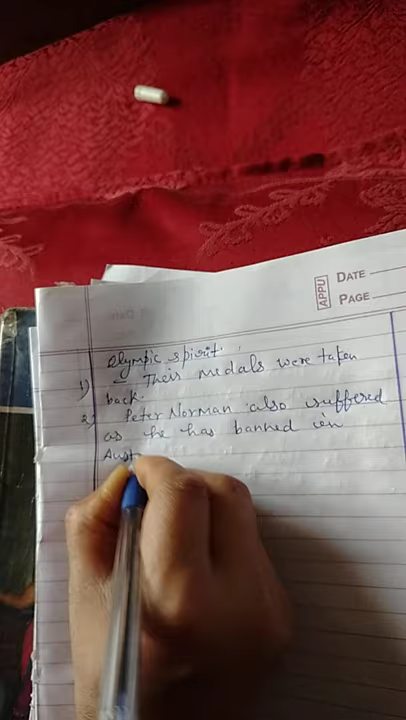 APPU
DATE
PAGE
Olympic spirit.
1) Their medals were taken
back.
2) Peter Norman also suffered
as he has banned in
Aust